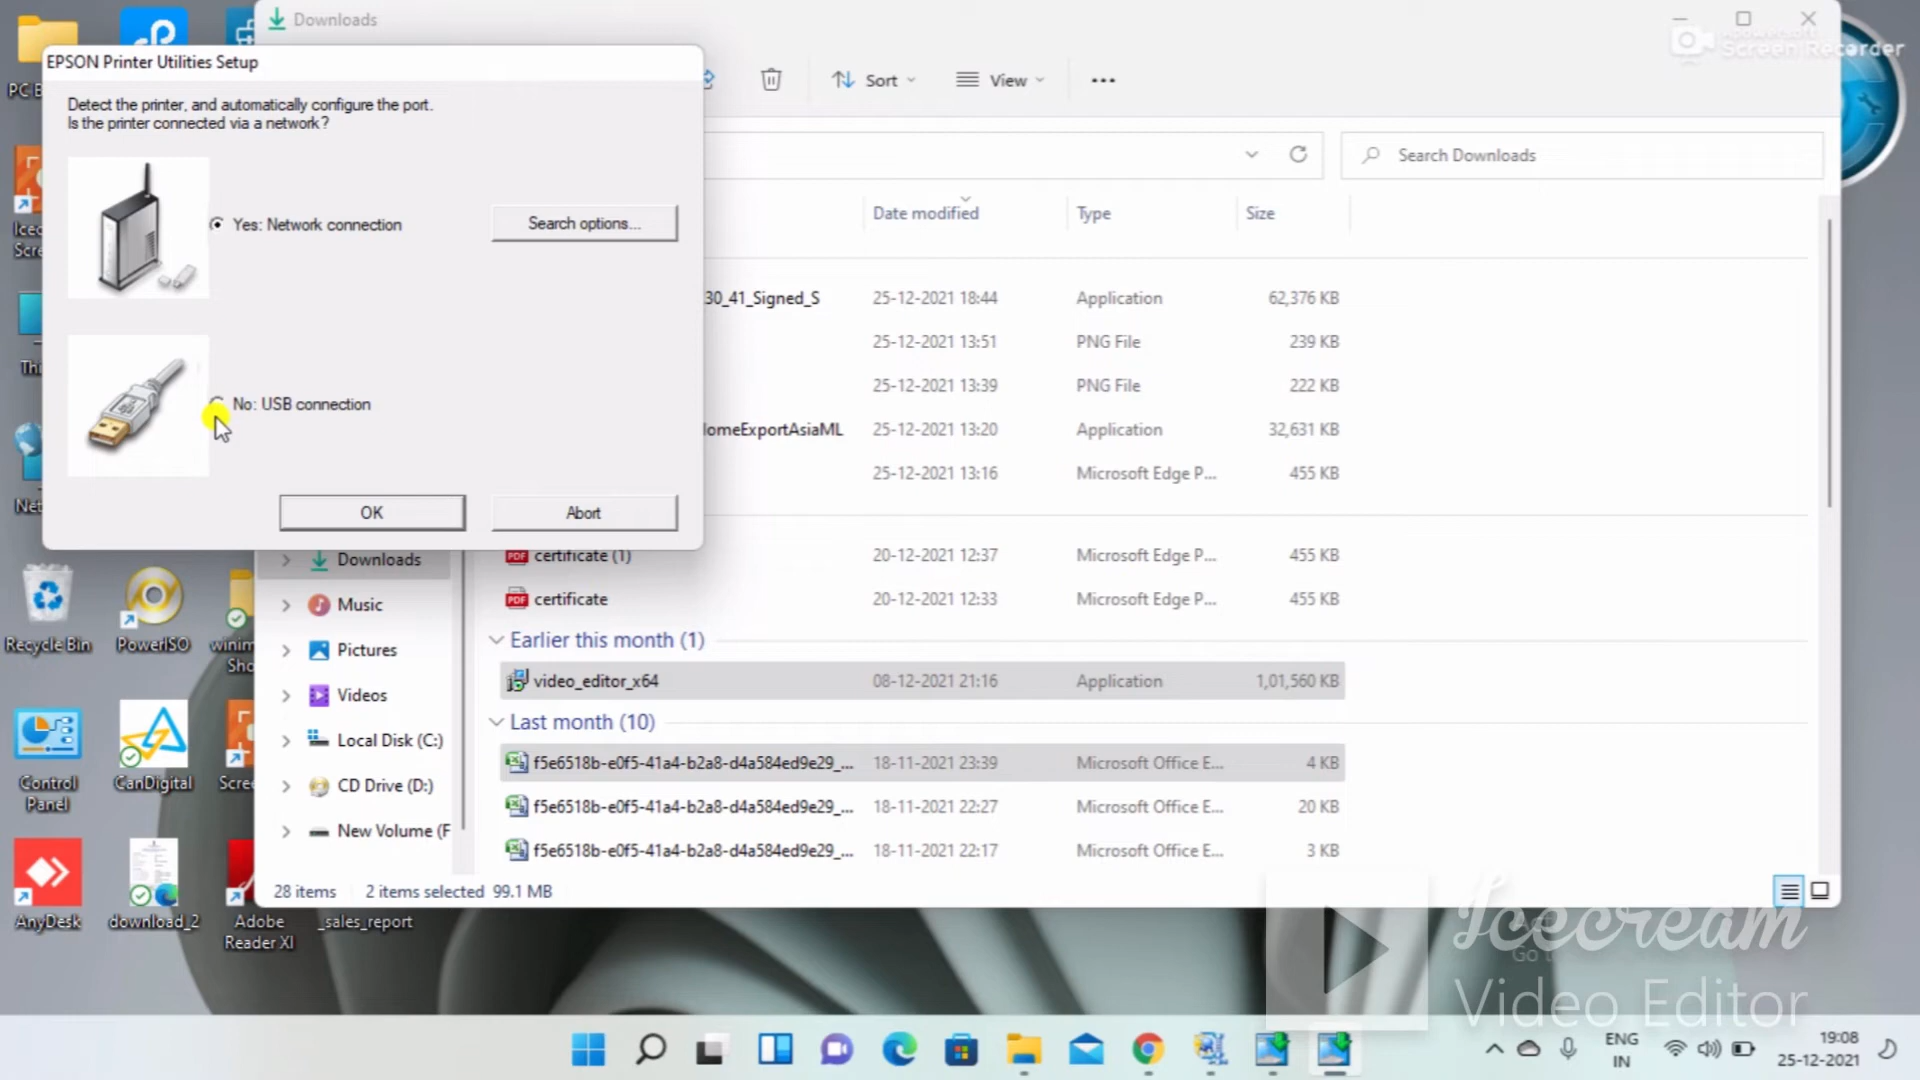 Downloads
Screen Recorder
EPSON Printer Utilities Setup
Detect the printer, and automatically configure the port.
Is the printer connected via a network?
Yes: Network connection
Search options...
No: USB connection
OK
Abort
Sort
View
Search Downloads
Date modified
Type
Size
30_41_Signed_S
25-12-2021 18:44
Application
62,376 KB
25-12-2021 13:51
PNG File
239 KB
25-12-2021 13:39
PNG File
222 KB
omeExportAsiaML
25-12-2021 13:20
Application
32,631 KB
25-12-2021 13:16
Microsoft Edge P...
455 KB
certificate (1)
20-12-2021 12:37
Microsoft Edge P...
455 KB
certificate
20-12-2021 12:33
Microsoft Edge P...
455 KB
Earlier this month (1)
video_editor_x64
08-12-2021 21:16
Application
1,01,560 KB
Last month (10)
f5e6518b-e0f5-41a4-b2a8-d4a584ed9e29_...
18-11-2021 23:39
Microsoft Office E...
4 KB
f5e6518b-e0f5-41a4-b2a8-d4a584ed9e29_...
18-11-2021 22:27
Microsoft Office E...
20 KB
f5e6518b-e0f5-41a4-b2a8-d4a584ed9e29_...
18-11-2021 22:17
Microsoft Office E...
3 KB
Downloads
Music
Pictures
Videos
Local Disk (C:)
CD Drive (D:)
New Volume (F
28 items
2 items selected 99.1 MB
Recycle Bin
PowerISO
Control
Panel
CanDigital
AnyDesk
download_2
Adobe
Reader XI
_sales_report
Icecream
Video Editor
ENG
IN
19:08
25-12-2021